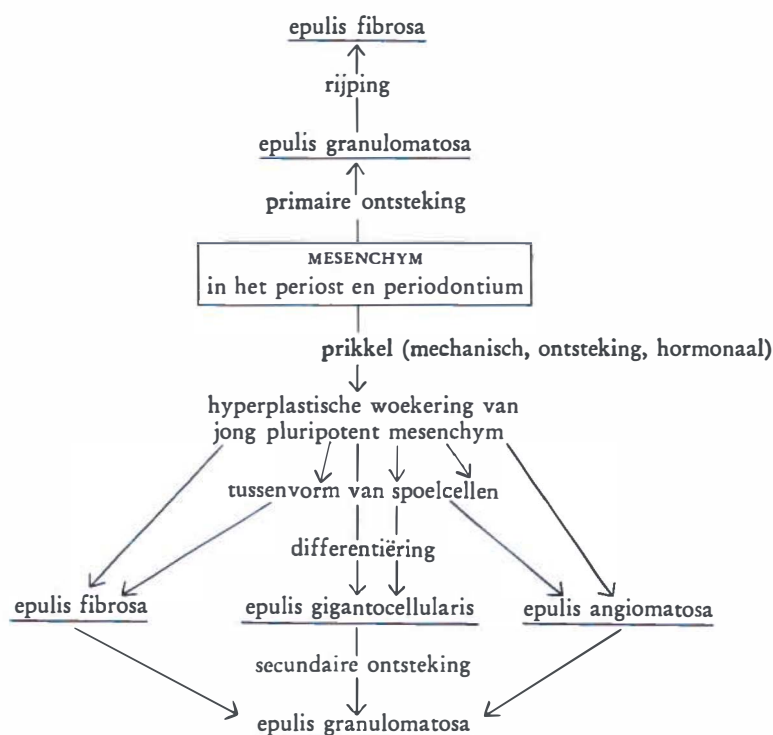 epulis fibrosa
rijping
epulis granulomatosa
primaire ontsteking
MESENCHYM
in het periost en periodontium
prikkel (mechanisch, ontsteking, hormonaal)
hyperplastische woekering van
jong pluripotent mesenchym
tussenvorm van spoelcellen
differentiëring
epulis fibrosa epulis gigantocellularis epulis angiomatosa
secundaire ontsteking
epulis granulomatosa